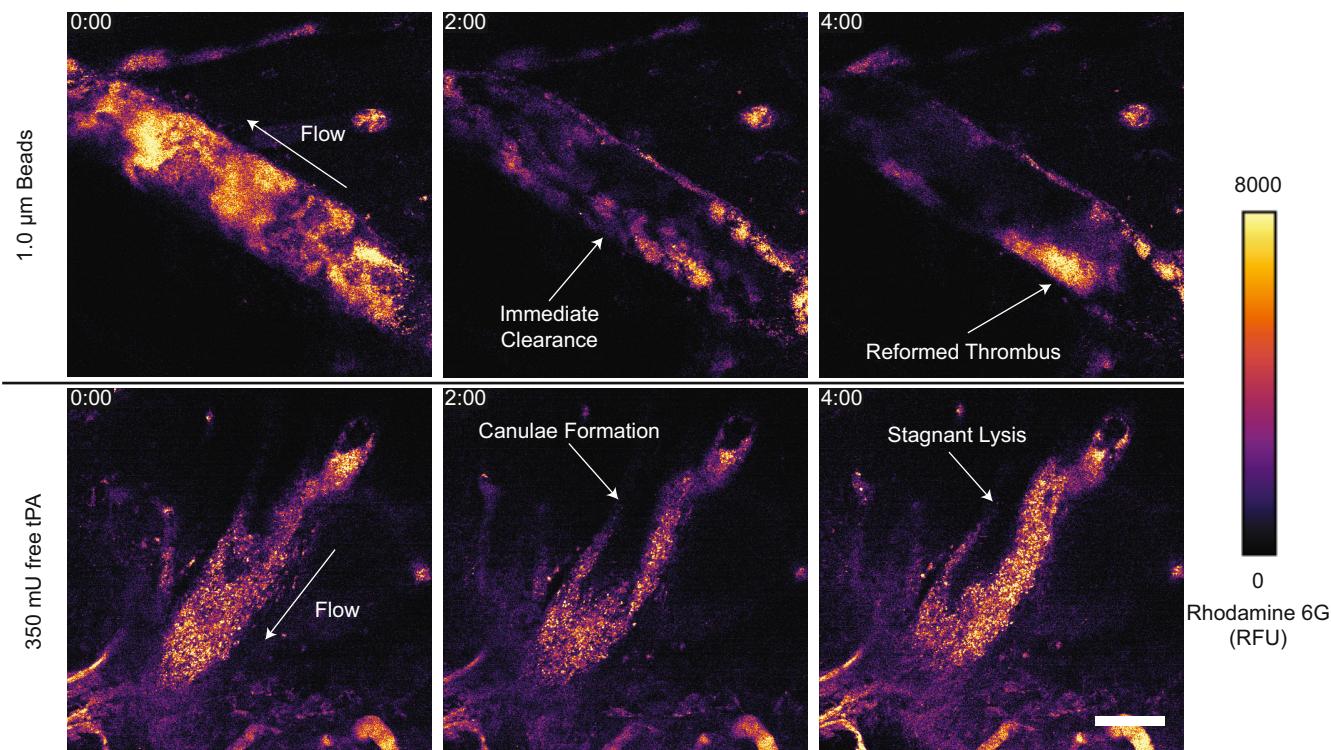 0:00
2:00
4:00
1.0 µm Beads
Flow
Immediate
Clearance
Reformed Thrombus
0:00
2:00
4:00
350 mU free tPA
Flow
Canulae Formation
Stagnant Lysis
8000
0
Rhodamine 6G
(RFU)